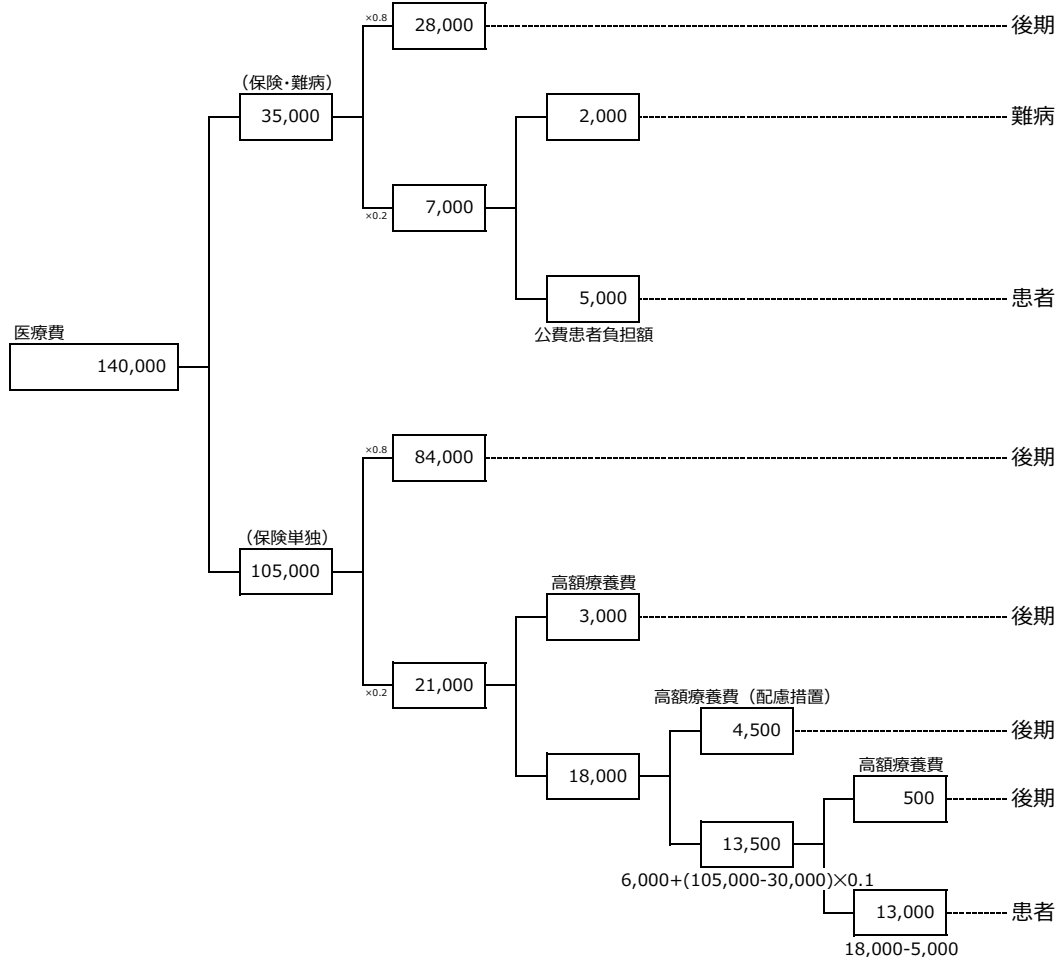 ×0.8
28,000
後期
(保険・難病)
35,000
2,000
難病
×0.2
7,000
5,000
患者
公費患者負担額
医療費
140,000
×0.8
84,000
後期
(保険単独)
105,000
高額療養費
3,000
後期
×0.2
21,000
高額療養費(配慮措置)
4,500
後期
18,000
高額療養費
500
後期
13,500
6,000+(105,000-30,000)×0.1
13,000
患者
18,000-5,000